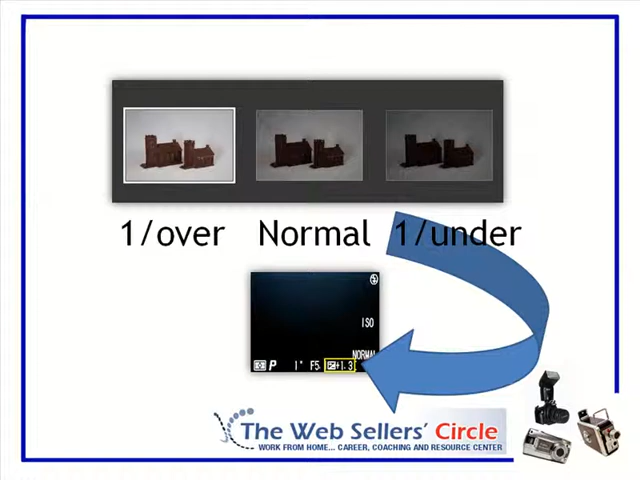 1/over Normal 1/under
ISO
NORMAL
P 1" F5. +1.3
The Web Sellers' Circle
WORK FROM HOME... CAREER, COACHING AND RESOURCE CENTER